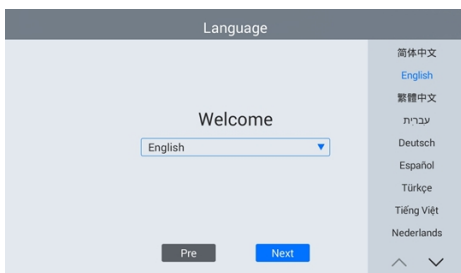 Language
Welcome
English
Pre
Next
简体中文
English
繁體中文
עברית
Deutsch
Español
Türkçe
Tiếng Việt
Nederlands